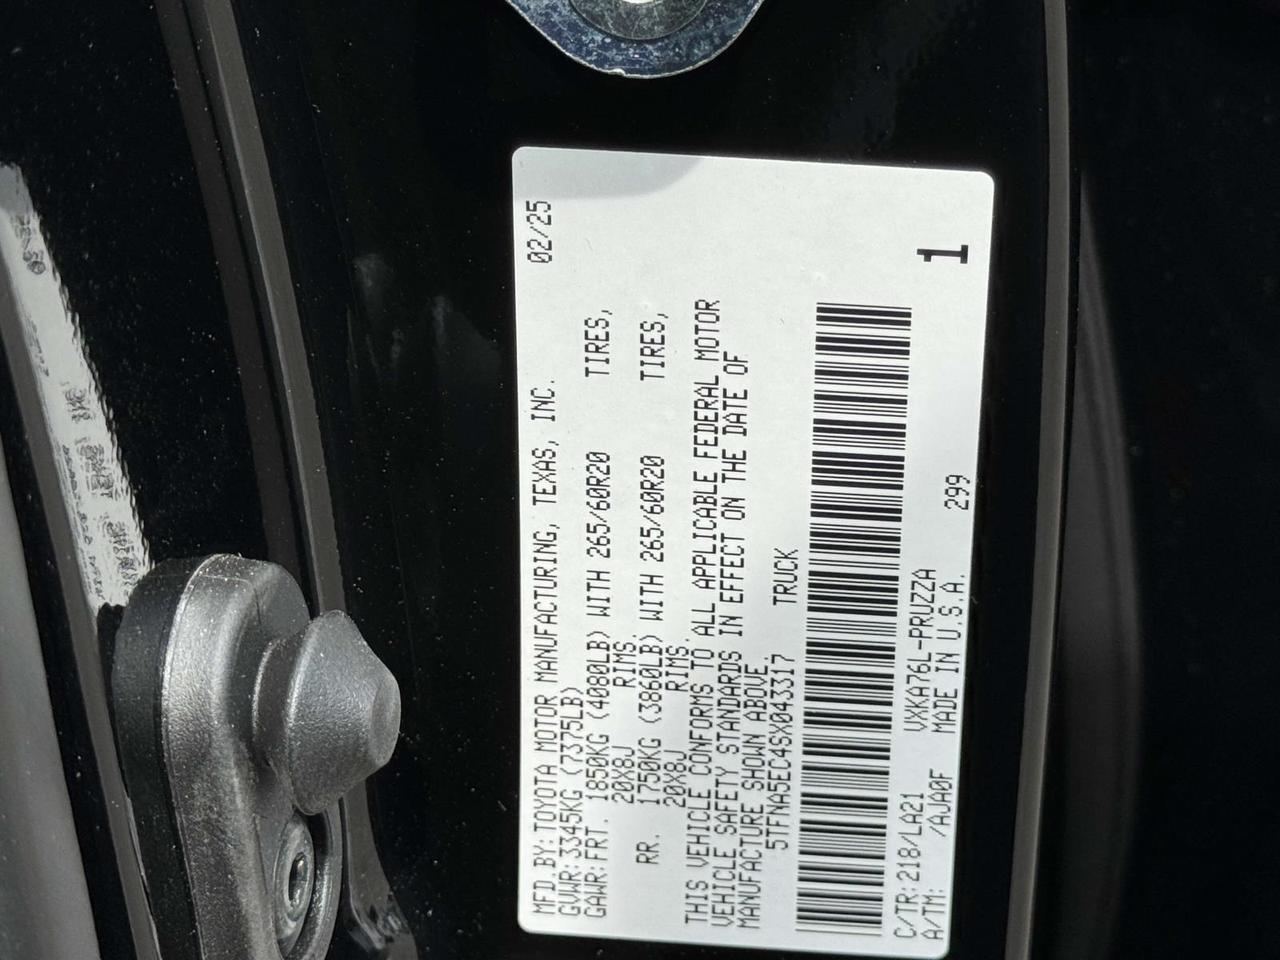 MFD.BY:TOYOTA MOTOR MANUFACTURING, TEXAS, INC. 02/25
GVWR:3345KG (7375LB)
GAWR:FRT. 1850KG (4080LB) WITH 265/60R20 TIRES,
20X8J RIMS
RR. 1750KG (3860LB) WITH 265/60R20 TIRES,
20X8J RIMS.
THIS VEHICLE CONFORMS TO ALL APPLICABLE FEDERAL MOTOR
VEHICLE SAFETY STANDARDS IN EFFECT ON THE DATE OF
MANUFACTURE SHOWN ABOVE.
5TFNA5EC4SX043317 TRUCK
1
C/TR:218/LA21 VXKA76L-PRUZZA
A/TM: /AJA0F MADE IN U.S.A. 299